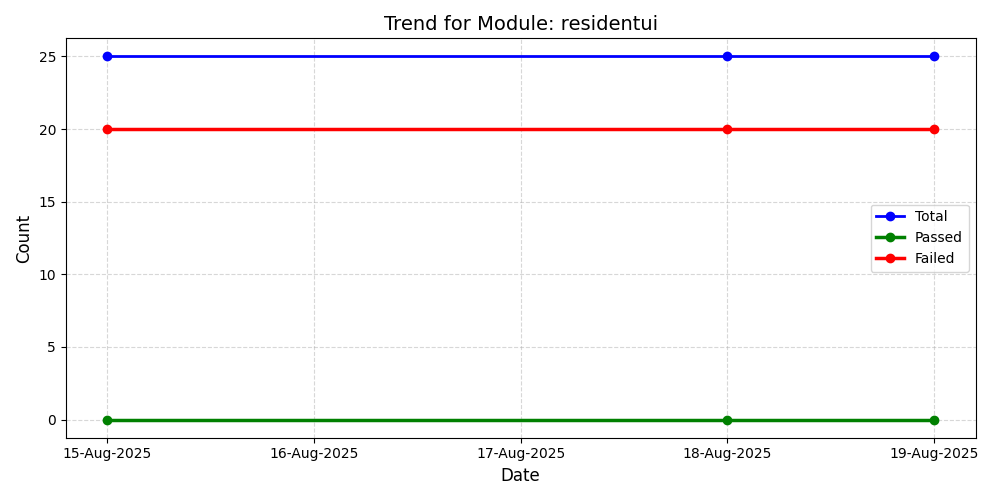 Trend for Module: residentui
Count
25
20
15
10
5
0
Total
Passed
Failed
15-Aug-2025
16-Aug-2025
17-Aug-2025
18-Aug-2025
19-Aug-2025
Date